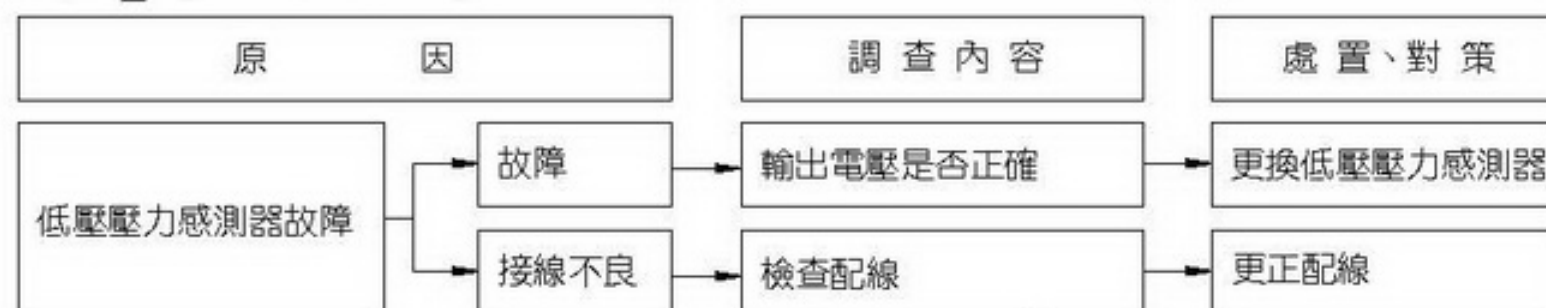 原因
調查內容
處置、對策
低壓壓力感測器故障
故障
輸出電壓是否正確
更換低壓壓力感測器
接線不良
檢查配線
更正配線